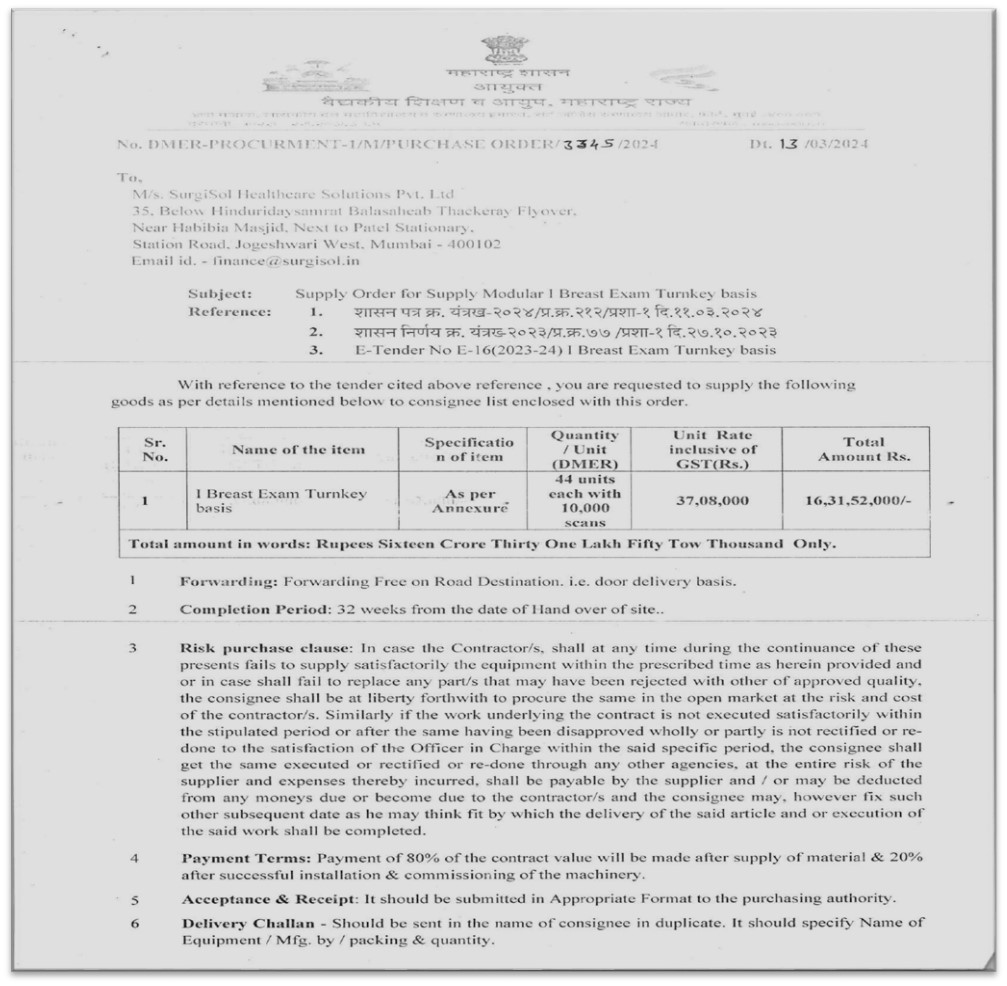 महाराष्ट्र शासन
आयुक्त
वैद्यकीय शिक्षण व आयुष, महाराष्ट्र राज्य
No. DMER-PROCURMENT-1/M/PURCHASE ORDER/3345/2024 Dt. 13/03/2024
To,
M/s. SurgiSol Healthcare Solutions Pvt. Ltd
35, Below Hinduridaysamrat Balasaheab Thackeray Flyover,
Near Habibia Masjid, Next to Patel Stationary,
Station Road, Jogeshwari West, Mumbai - 400102
Email id. - finance@surgisol.in
Subject: Supply Order for Supply Modular I Breast Exam Turnkey basis
Reference: 1. शासन पत्र क्र. यंत्रख-२०२४/प्र.क्र.२१२/प्रशा-१ दि.११.०३.२०२४
2. शासन निर्णय क्र. यंत्रख-२०२३/प्र.क्र.७७ /प्रशा-१ दि.२७.१०.२०२३
3. E-Tender No E-16(2023-24) I Breast Exam Turnkey basis
With reference to the tender cited above reference , you are requested to supply the following
goods as per details mentioned below to consignee list enclosed with this order.
Sr. No. Name of the item Specificatio n of item Quantity / Unit (DMER) Unit Rate inclusive of GST(Rs.) Total Amount Rs.
1 I Breast Exam Turnkey basis As per Annexure 44 units each with 10,000 scans 37,08,000 16,31,52,000/-
Total amount in words: Rupees Sixteen Crore Thirty One Lakh Fifty Tow Thousand Only.
1 Forwarding: Forwarding Free on Road Destination. i.e. door delivery basis.
2 Completion Period: 32 weeks from the date of Hand over of site..
3 Risk purchase clause: In case the Contractor/s, shall at any time during the continuance of these
presents fails to supply satisfactorily the equipment within the prescribed time as herein provided and
or in case shall fail to replace any part/s that may have been rejected with other of approved quality,
the consignee shall be at liberty forthwith to procure the same in the open market at the risk and cost
of the contractor/s. Similarly if the work underlying the contract is not executed satisfactorily within
the stipulated period or after the same having been disapproved wholly or partly is not rectified or re-
done to the satisfaction of the Officer in Charge within the said specific period, the consignee shall
get the same executed or rectified or re-done through any other agencies, at the entire risk of the
supplier and expenses thereby incurred, shall be payable by the supplier and / or may be deducted
from any moneys due or become due to the contractor/s and the consignee may, however fix such
other subsequent date as he may think fit by which the delivery of the said article and or execution of
the said work shall be completed.
4 Payment Terms: Payment of 80% of the contract value will be made after supply of material & 20%
after successful installation & commissioning of the machinery.
5 Acceptance & Receipt: It should be submitted in Appropriate Format to the purchasing authority.
6 Delivery Challan - Should be sent in the name of consignee in duplicate. It should specify Name of
Equipment / Mfg. by / packing & quantity.